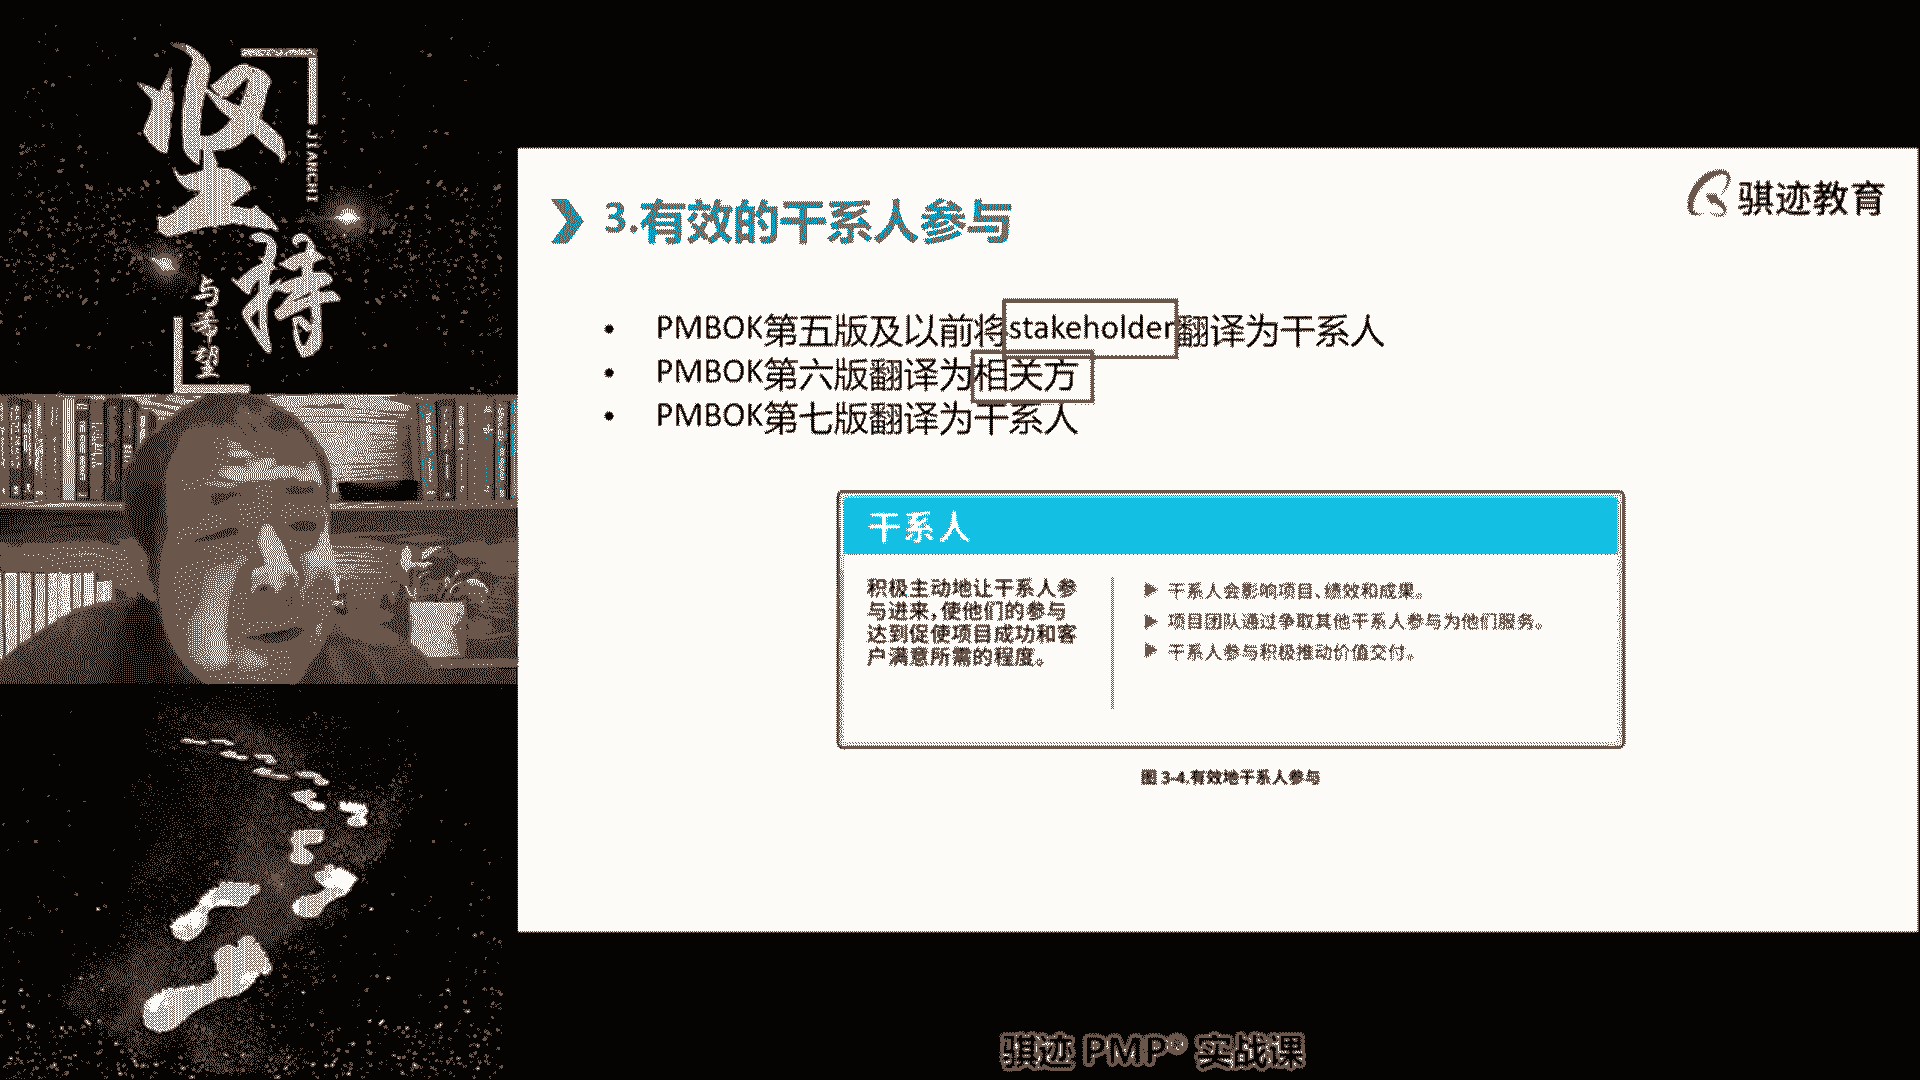 坚持
JIANCHI
与希望
骐迹教育
3.有效的干系人参与
• PMBOK第五版及以前将stakeholder翻译为干系人
• PMBOK第六版翻译为相关方
• PMBOK第七版翻译为干系人
干系人
积极主动地让干系人参
与进来,使他们的参与
达到促使项目成功和客
户满意所需的程度。
▶ 干系人会影响项目、绩效和成果。
▶ 项目团队通过争取其他干系人参与为他们服务。
▶ 干系人参与积极推动价值交付。
图 3-4.有效地干系人参与
骐迹 PMP® 实战课